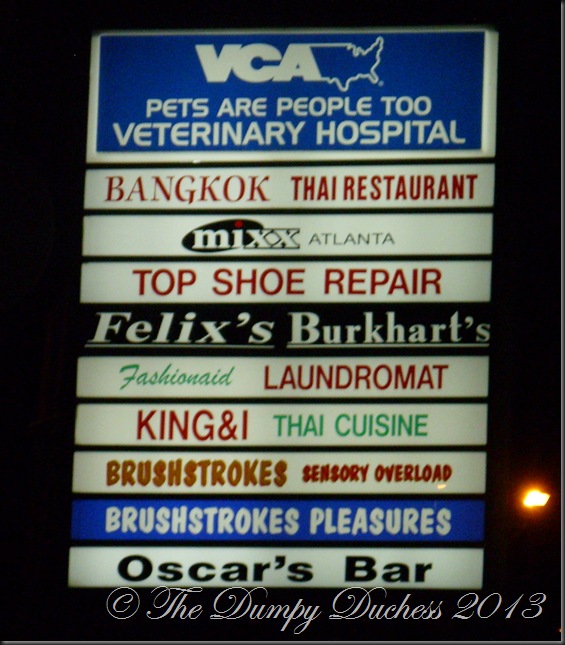 VCA
PETS ARE PEOPLE TOO
VETERINARY HOSPITAL
BANGKOK THAI RESTAURANT
mixx ATLANTA
TOP SHOE REPAIR
Felix's Burkhart's
Fashionaid LAUNDROMAT
KING&I THAI CUISINE
BRUSHSTROKES SENSORY OVERLOAD
BRUSHSTROKES PLEASURES
Oscar's Bar
© The Dumpy Duchess 2013